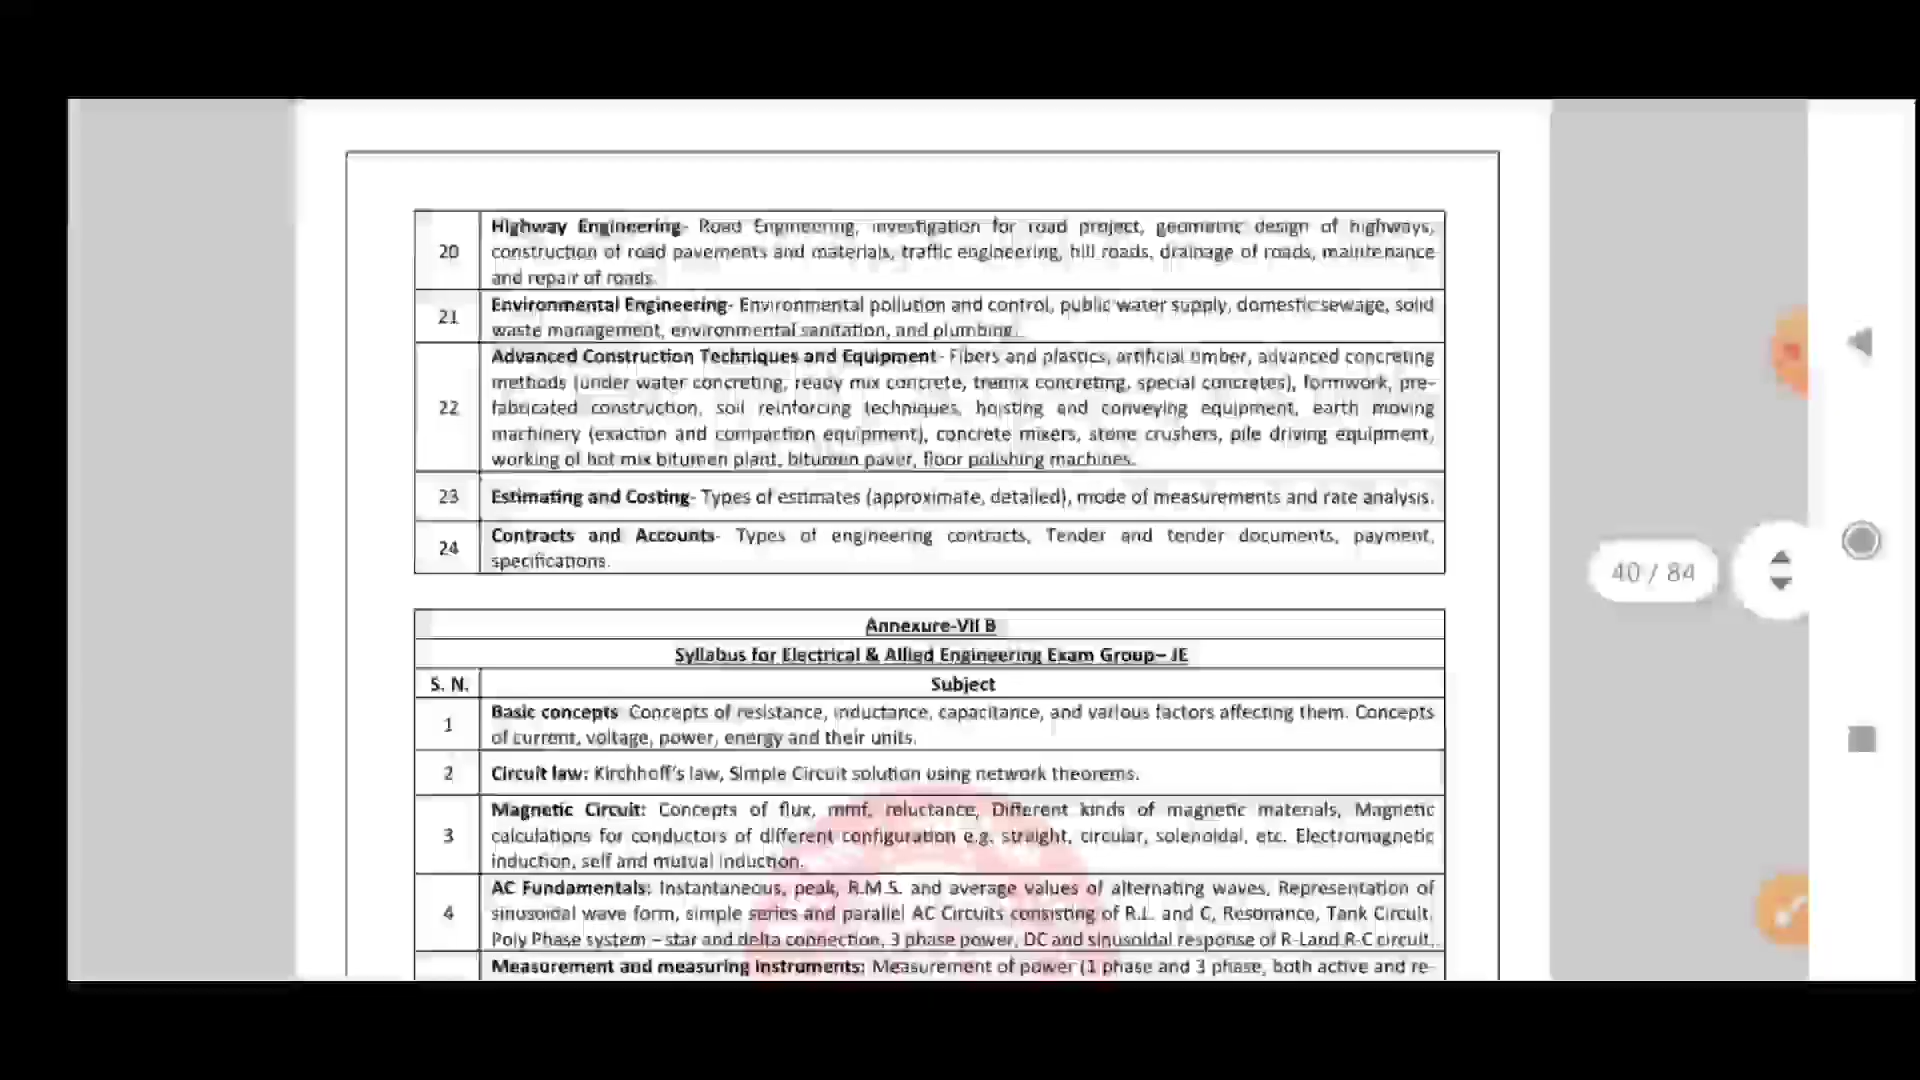 20
Highway Engineering- Road Engineering, investigation for road project, geometric design of highways,
construction of road pavements and materials, traffic engineering, hill roads, drainage of roads, maintenance
and repair of roads.
21
Environmental Engineering- Environmental pollution and control, public water supply, domestic sewage, solid
waste management, environmental sanitation, and plumbing.
22
Advanced Construction Techniques and Equipment- Fibers and plastics, artificial timber, advanced concreting
methods (under water concreting, ready mix concrete, tremix concreting, special concretes), formwork, pre-
fabricated construction, soil reinforcing techniques, hoisting and conveying equipment, earth moving
machinery (exaction and compaction equipment), concrete mixers, stone crushers, pile driving equipment,
working of hot mix bitumen plant, bitumen paver, floor polishing machines.
23
Estimating and Costing- Types of estimates (approximate, detailed), mode of measurements and rate analysis.
24
Contracts and Accounts- Types of engineering contracts, Tender and tender documents, payment,
specifications.
40 / 84
Annexure-VII B
Syllabus for Electrical & Allied Engineering Exam Group– JE
S. N. Subject
1
Basic concepts Concepts of resistance, inductance, capacitance, and various factors affecting them. Concepts
of current, voltage, power, energy and their units.
2
Circuit law: Kirchhoff's law, Simple Circuit solution using network theorems.
3
Magnetic Circuit: Concepts of flux, mmf, reluctance, Different kinds of magnetic materials, Magnetic
calculations for conductors of different configuration e.g. straight, circular, solenoidal, etc. Electromagnetic
induction, self and mutual induction.
4
AC Fundamentals: Instantaneous, peak, R.M.S. and average values of alternating waves, Representation of
sinusoidal wave form, simple series and parallel AC Circuits consisting of R.L. and C, Resonance, Tank Circuit.
Poly Phase system – star and delta connection, 3 phase power, DC and sinusoidal response of R-Land R-C circuit.
Measurement and measuring instruments: Measurement of power (1 phase and 3 phase, both active and re-